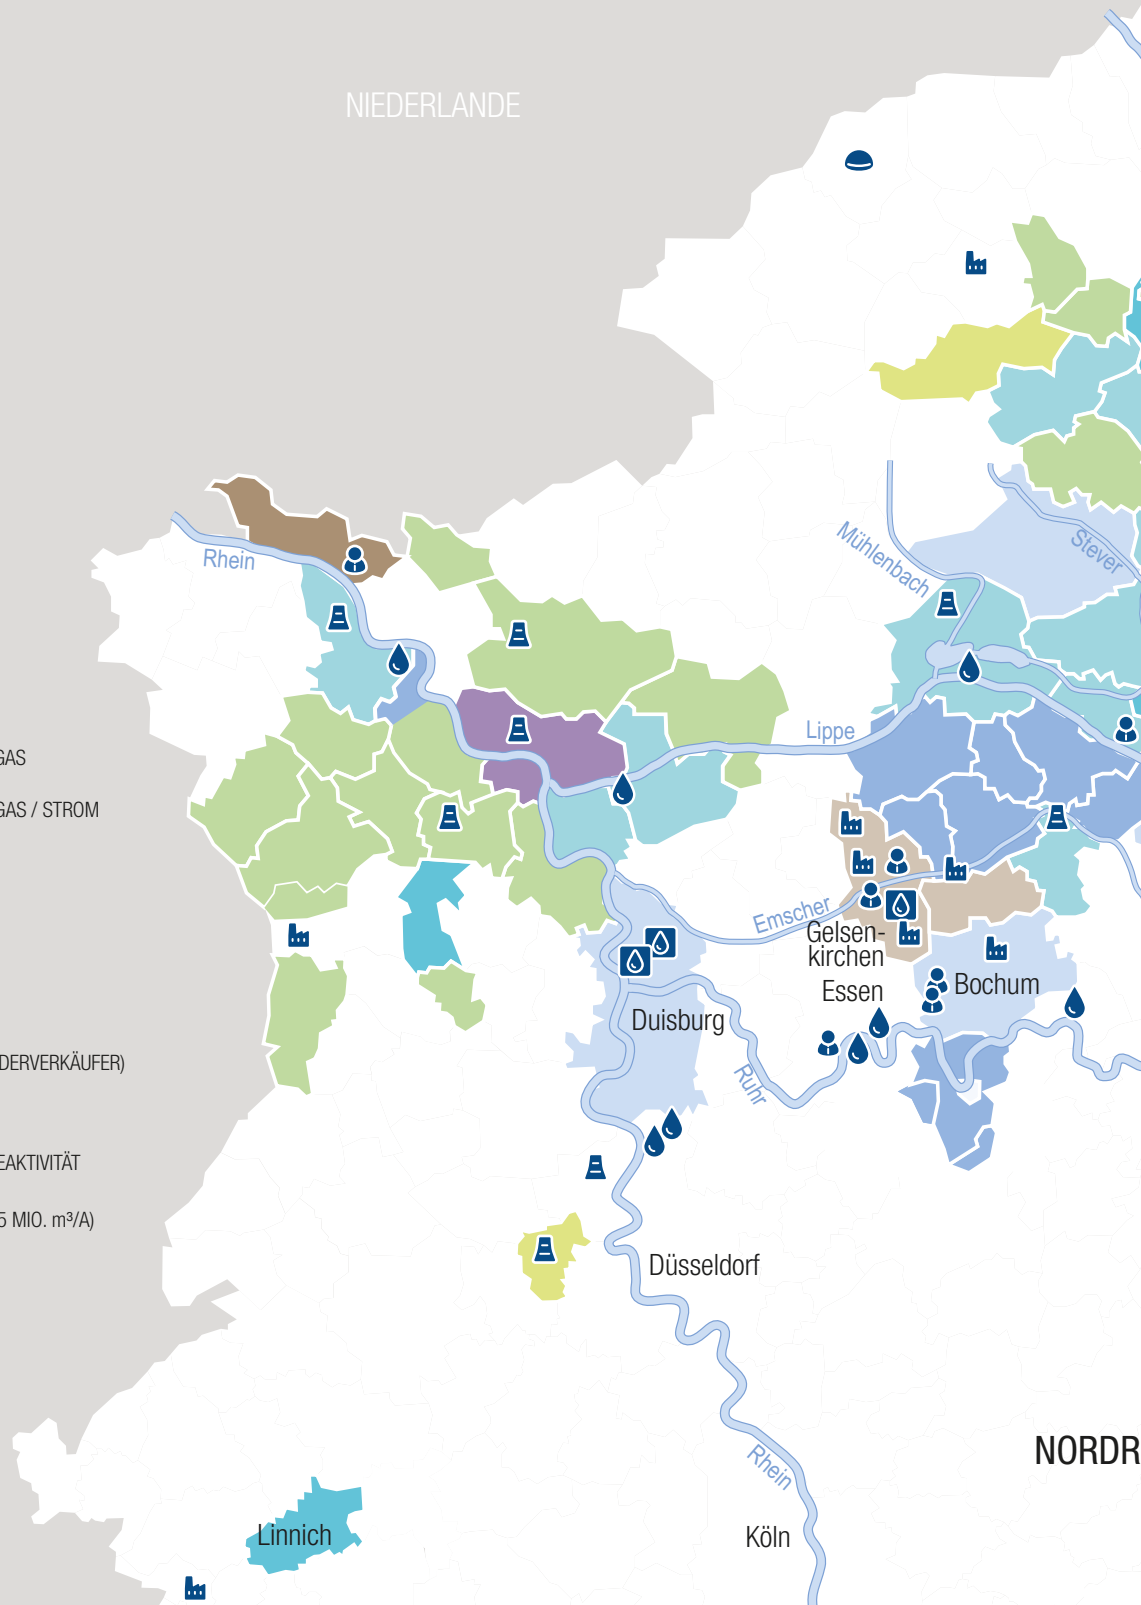 NIEDERLANDE
Rhein
Mühlenbach
Stever
Lippe
GAS
GAS / STROM
Emscher
Gelsen-
kirchen
Essen
Bochum
Duisburg
DERVERKÄUFER)
Ruhr
EAKTIVITÄT
5 MIO. m³/A)
Düsseldorf
NORDR
Rhein
Linnich
Köln